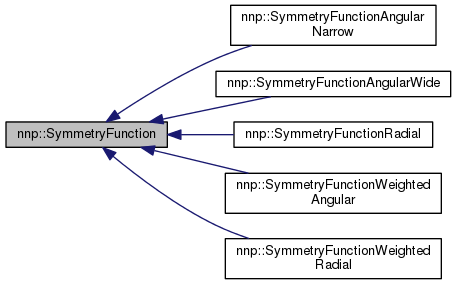 nnp::SymmetryFunctionAngular
Narrow
nnp::SymmetryFunctionAngularWide
nnp::SymmetryFunction
nnp::SymmetryFunctionRadial
nnp::SymmetryFunctionWeighted
Angular
nnp::SymmetryFunctionWeighted
Radial